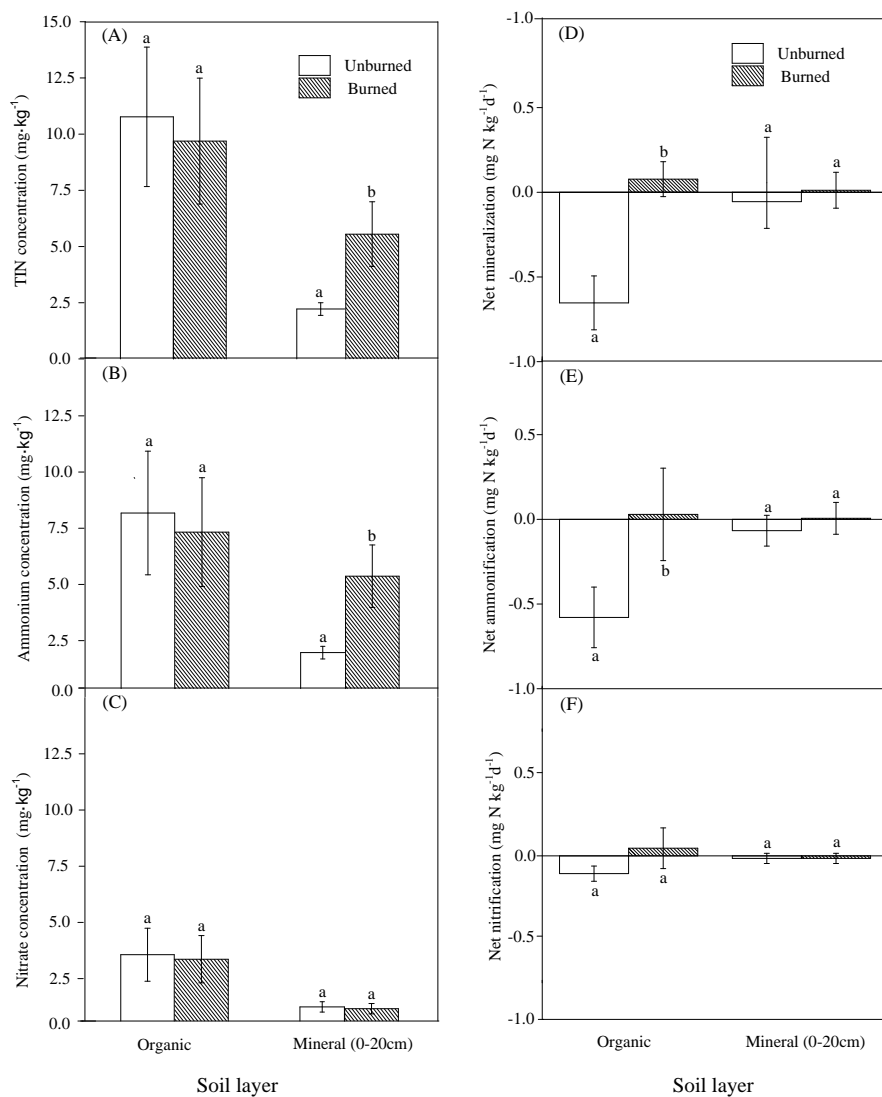 (A)
15.0
12.5
10.0
7.5
5.0
2.5
0.0
TIN concentration (mg·kg-1)
Unburned
Burned
a
a
a
b
(B)
12.5
10.0
7.5
5.0
2.5
0.0
Ammonium concentration (mg·kg-1)
a
a
a
b
(C)
12.5
10.0
7.5
5.0
2.5
0.0
Nitrate concentration (mg·kg-1)
a
a
a
a
Organic
Mineral (0-20cm)
Soil layer
(D)
-1.0
0.5
0.0
-0.5
-1.0
Net mineralization (mg N kg-1d-1)
Unburned
Burned
a
b
a
a
(E)
0.5
0.0
-0.5
-1.0
Net ammonification (mg N kg-1d-1)
a
b
a
a
(F)
0.5
0.0
-0.5
-1.0
Net nitrification (mg N kg-1d-1)
a
a
a
a
Organic
Mineral (0-20cm)
Soil layer